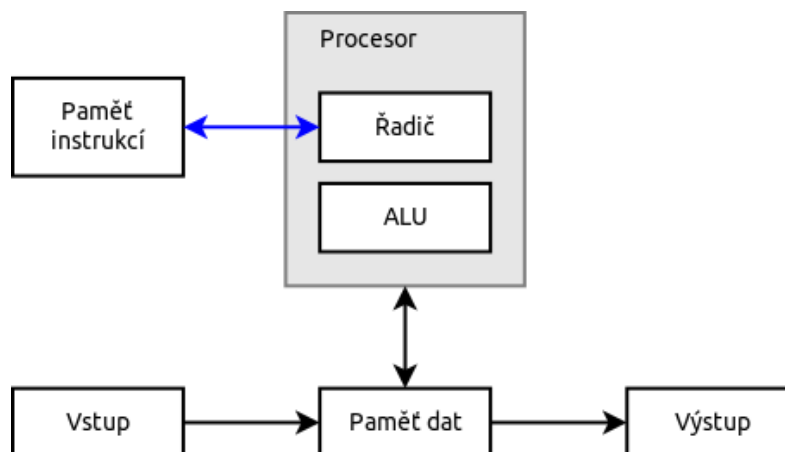 Procesor
Paměť
instrukcí
Řadič
ALU
Vstup
Paměť dat
Výstup